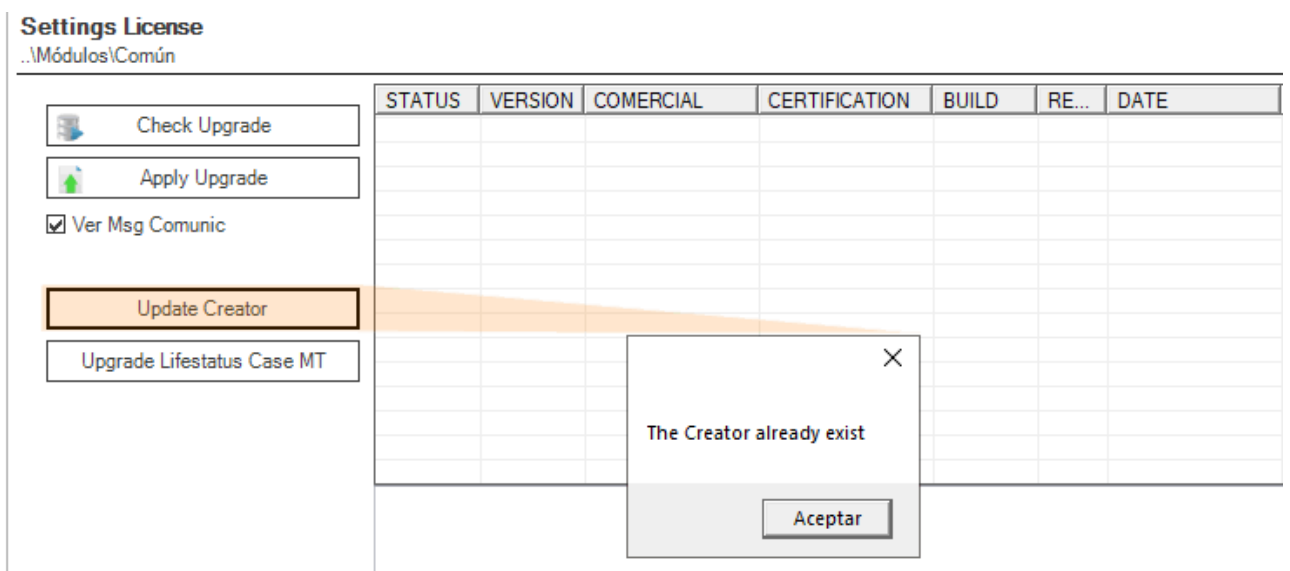 Settings License
..\Módulos\Común
STATUS VERSION COMERCIAL CERTIFICATION BUILD RE... DATE
Check Upgrade
Apply Upgrade
Ver Msg Comunic
Update Creator
Upgrade Lifestatus Case MT
The Creator already exist
Aceptar